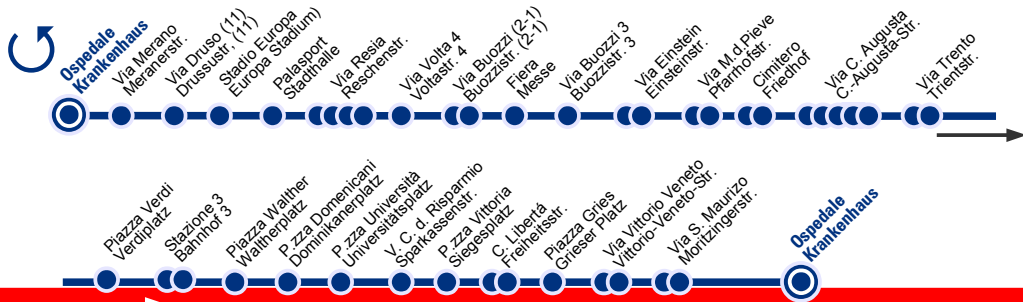 Ospedale
Krankenhaus
Via Merano
Meranerstr.
Via Druso (11)
Drususstr, (11)
Stadio Europa
Europa Stadium)
Palasport
Stadthalle
Via Resia
Reschenstr.
Via Volta 4
Voltastr. 4
Via Buozzi (2-1)
Buozzistr. (2-1)
Fiera
Messe
Via Buozzi 3
Buozzistr. 3
Via Einstein
Einsteinstr.
Via M.d.Pieve
Pfarrhofstr.
Cimitero
Friedhof
Via C. Augusta
C.-Augusta-Str.
Via Trento
Trientstr.
Piazza Verdi
Verdiplatz
Stazione 3
Bahnhof 3
Piazza Walther
Waltherplatz
P.zza Domenicani
Dominikanerplatz
P.zza Università
Universitätsplatz
V. C. d. Risparmio
Sparkassenstr.
P.zza Vittoria
Siegesplatz
C. Libertà
Freiheitsstr.
Piazza Gries
Grieser Platz
Via Vittorio Veneto
Vittorio-Veneto-Str.
Via S. Maurizo
Moritzingerstr.
Ospedale
Krankenhaus